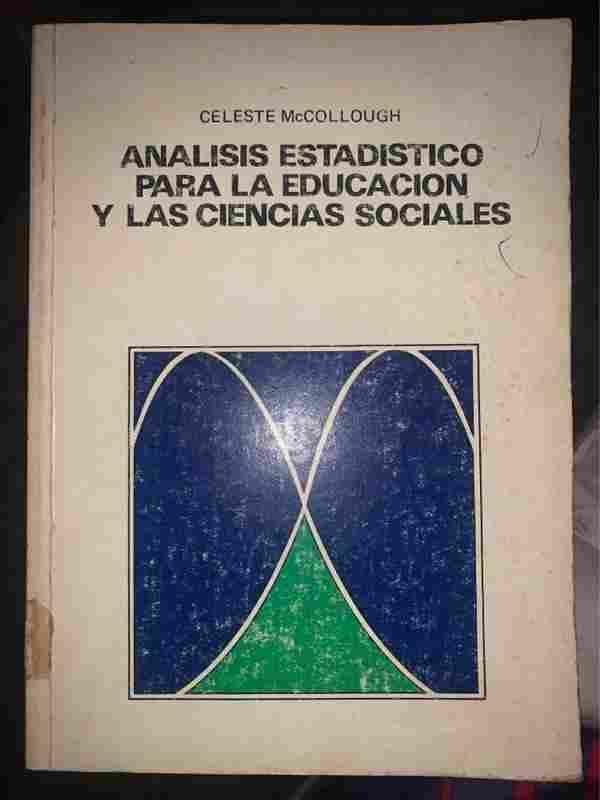 CELESTE McCOLLOUGH
ANALISIS ESTADISTICO
PARA LA EDUCACION
Y LAS CIENCIAS SOCIALES